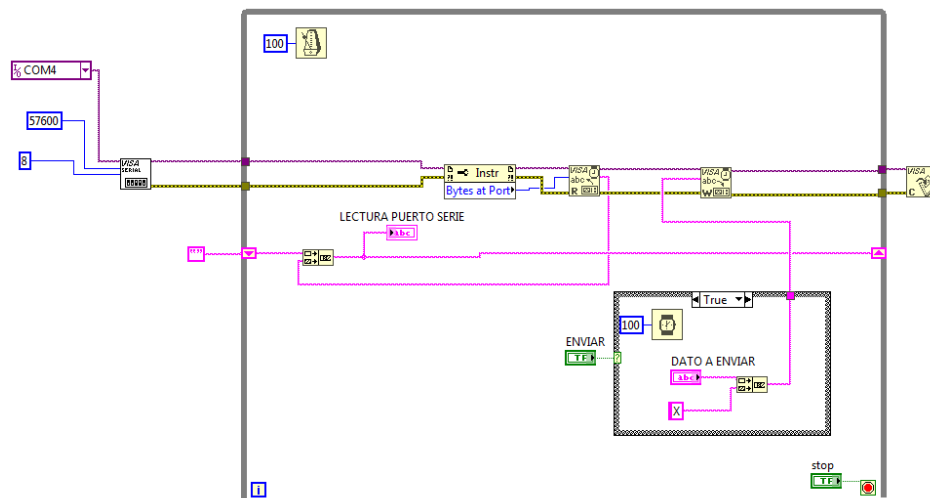 100
COM4
57600
8
VISA
SERIAL
Instr
Bytes at Port
VISA
abc
R
VISA
abc
W
C
LECTURA PUERTO SERIE
abc
""
True
100
ENVIAR
TF
?
DATO A ENVIAR
abc
X
stop
TF
i